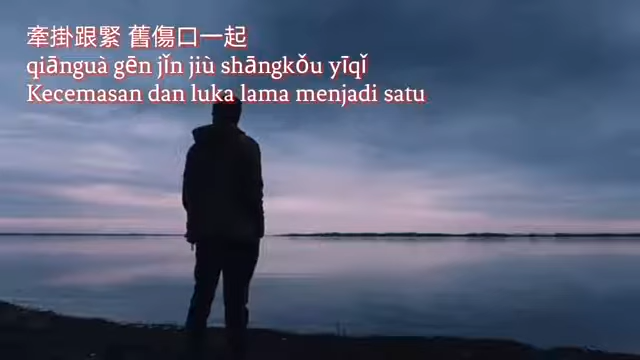 牽掛跟緊 舊傷口一起
qiānguà gēn jǐn jiù shāngkǒu yīqǐ
Kecemasan dan luka lama menjadi satu